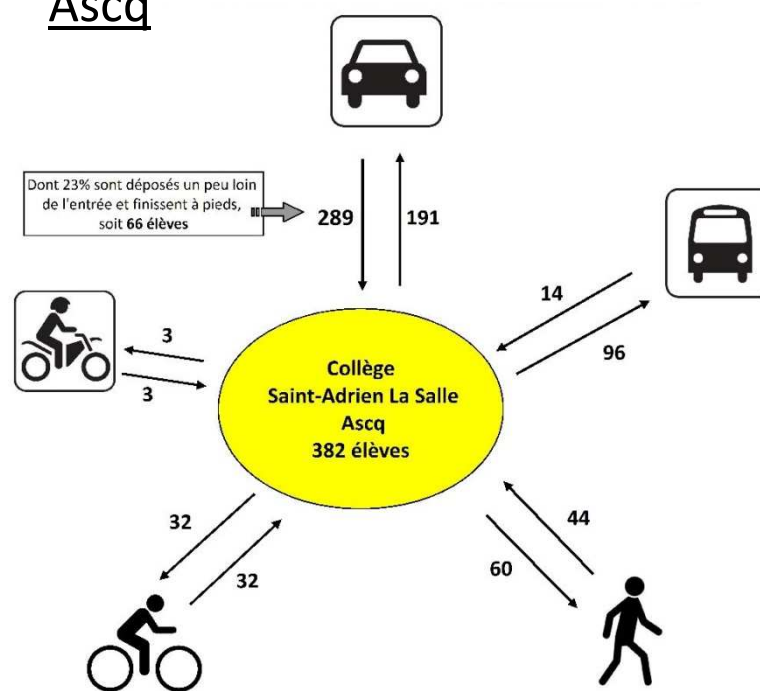 Ascq
Dont 23% sont déposés un peu loin
de l'entrée et finissent à pieds,
soit 66 élèves
289
191
14
96
3
3
Collège
Saint-Adrien La Salle
Ascq
382 élèves
32
32
44
60